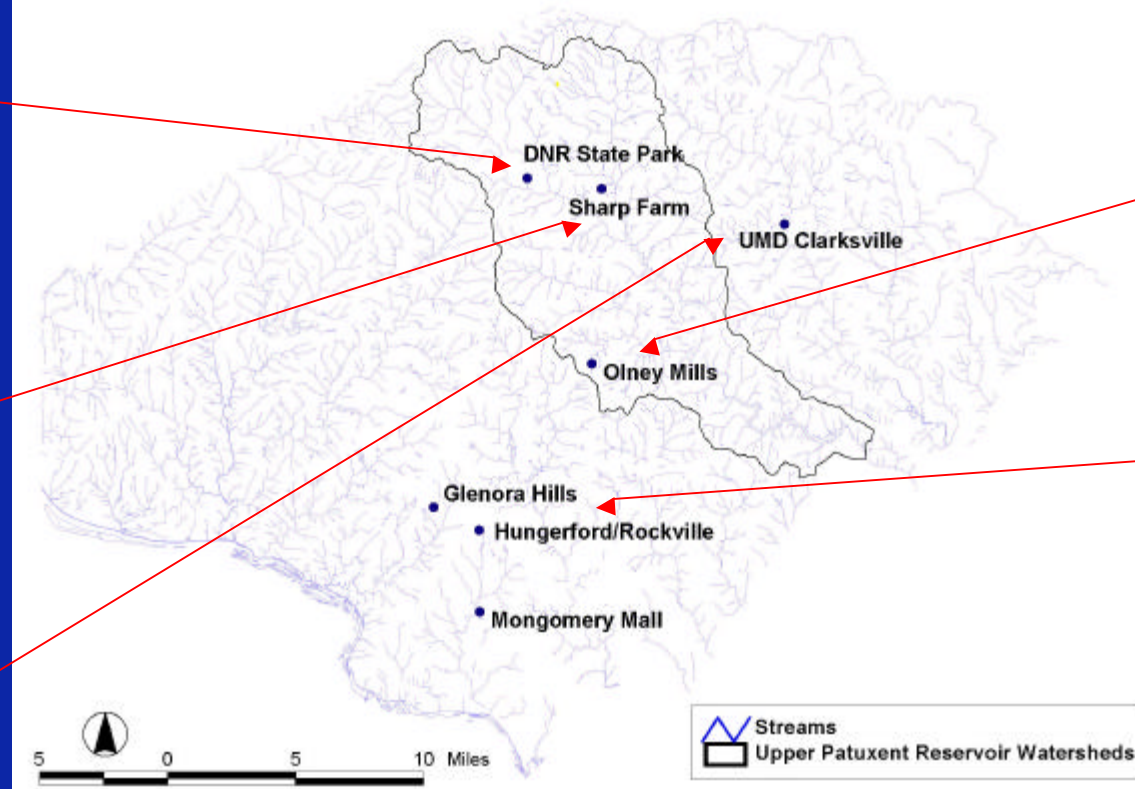 DNR State Park
Sharp Farm
UMD Clarksville
Olney Mills
Glenora Hills
Hungerford/Rockville
Mongomery Mall
5 0 5 10 Miles
Streams
Upper Patuxent Reservoir Watersheds